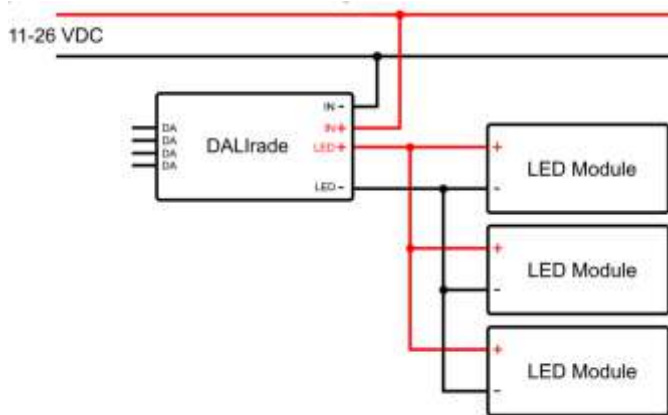 11-26 VDC
IN -
IN+
LED+
LED -
DA
DA
DA
DA
DALIrade
+
LED Module
-
+
LED Module
-
+
LED Module
-